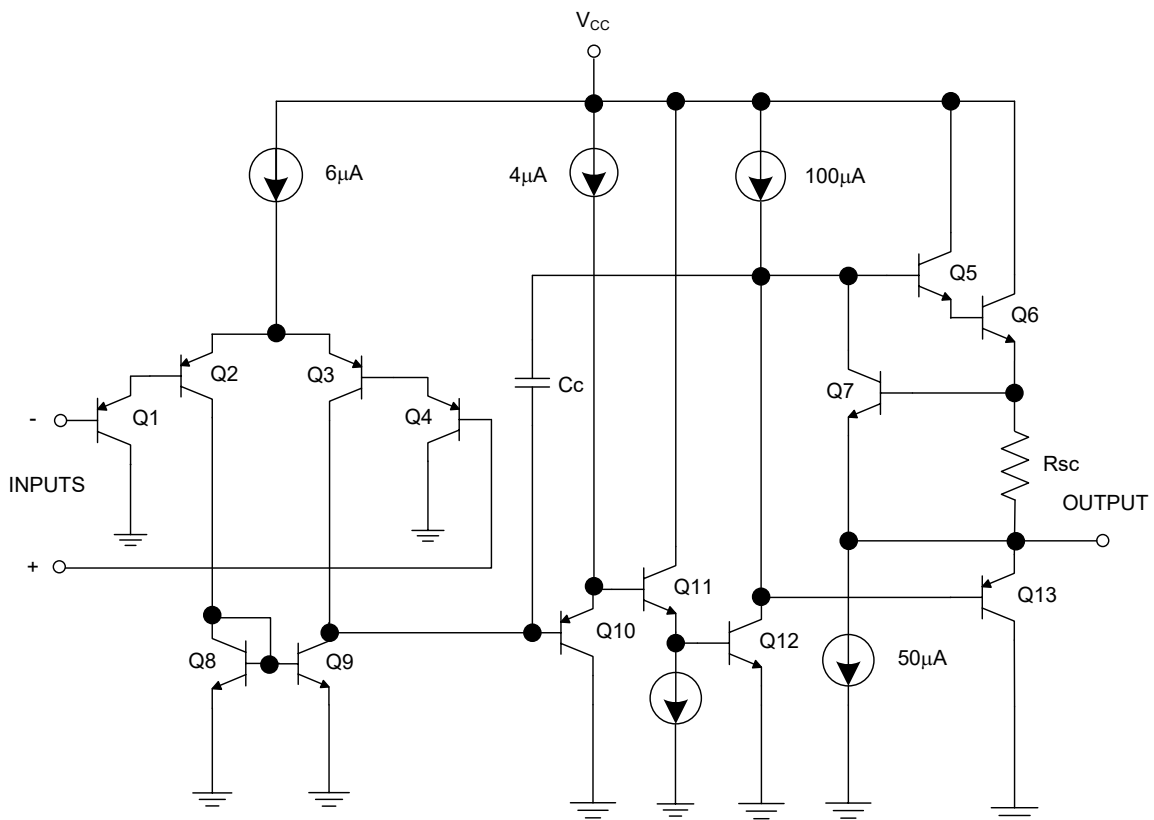 VCC
6µA
4µA
100µA
Q5
Q6
Q2
Q3
Cc
Q7
Q1
Q4
-
INPUTS
Rsc
OUTPUT
+
Q11
Q13
Q10
Q12
Q8
Q9
50µA